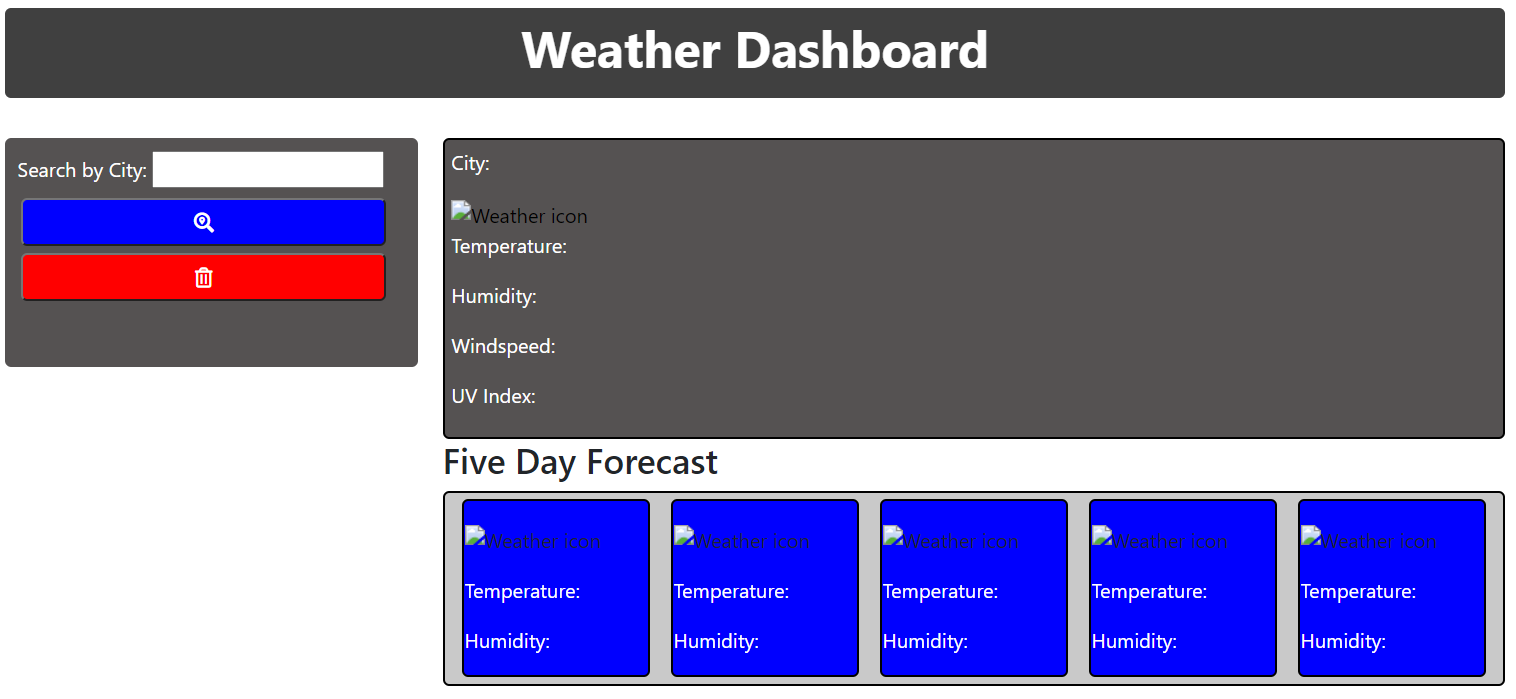 Weather Dashboard
Search by City:
City:
Weather icon
Temperature:
Humidity:
Windspeed:
UV Index:
Five Day Forecast
Weather icon
Temperature:
Humidity:
Weather icon
Temperature:
Humidity:
Weather icon
Temperature:
Humidity:
Weather icon
Temperature:
Humidity:
Weather icon
Temperature:
Humidity: